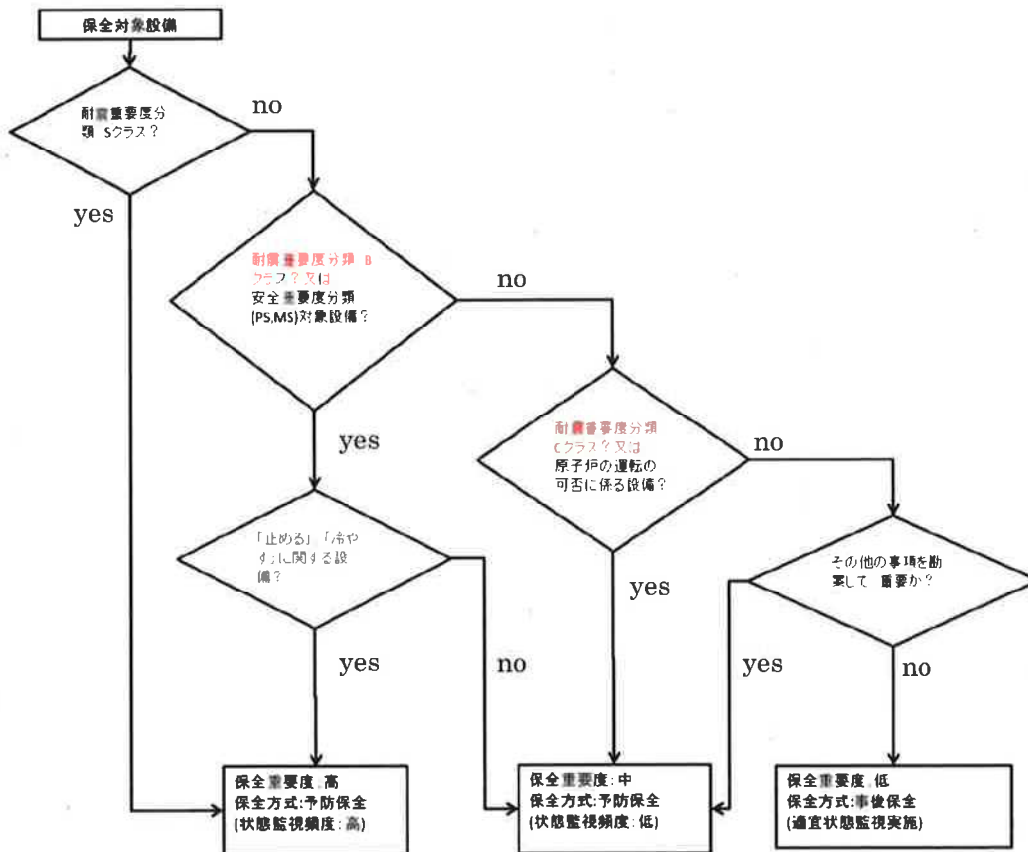 保全対象設備
耐震重要度分
類 Sクラス?
no
yes
耐震重要度分類 B
クラス?又は
安全重要度分類
(PS,MS)対象設備?
no
yes
耐震重要度分類
Cクラス?又は
原子炉の運転の
可否に係る設備?
no
yes
「止める」,「冷や
す」に関する設
備?
yes
no
その他の事項を勘
案して 重要か?
yes
no
保全重要度:高
保全方式:予防保全
(状態監視頻度:高)
保全重要度:中
保全方式:予防保全
(状態監視頻度:低)
保全重要度:低
保全方式:事後保全
(適宜状態監視実施)